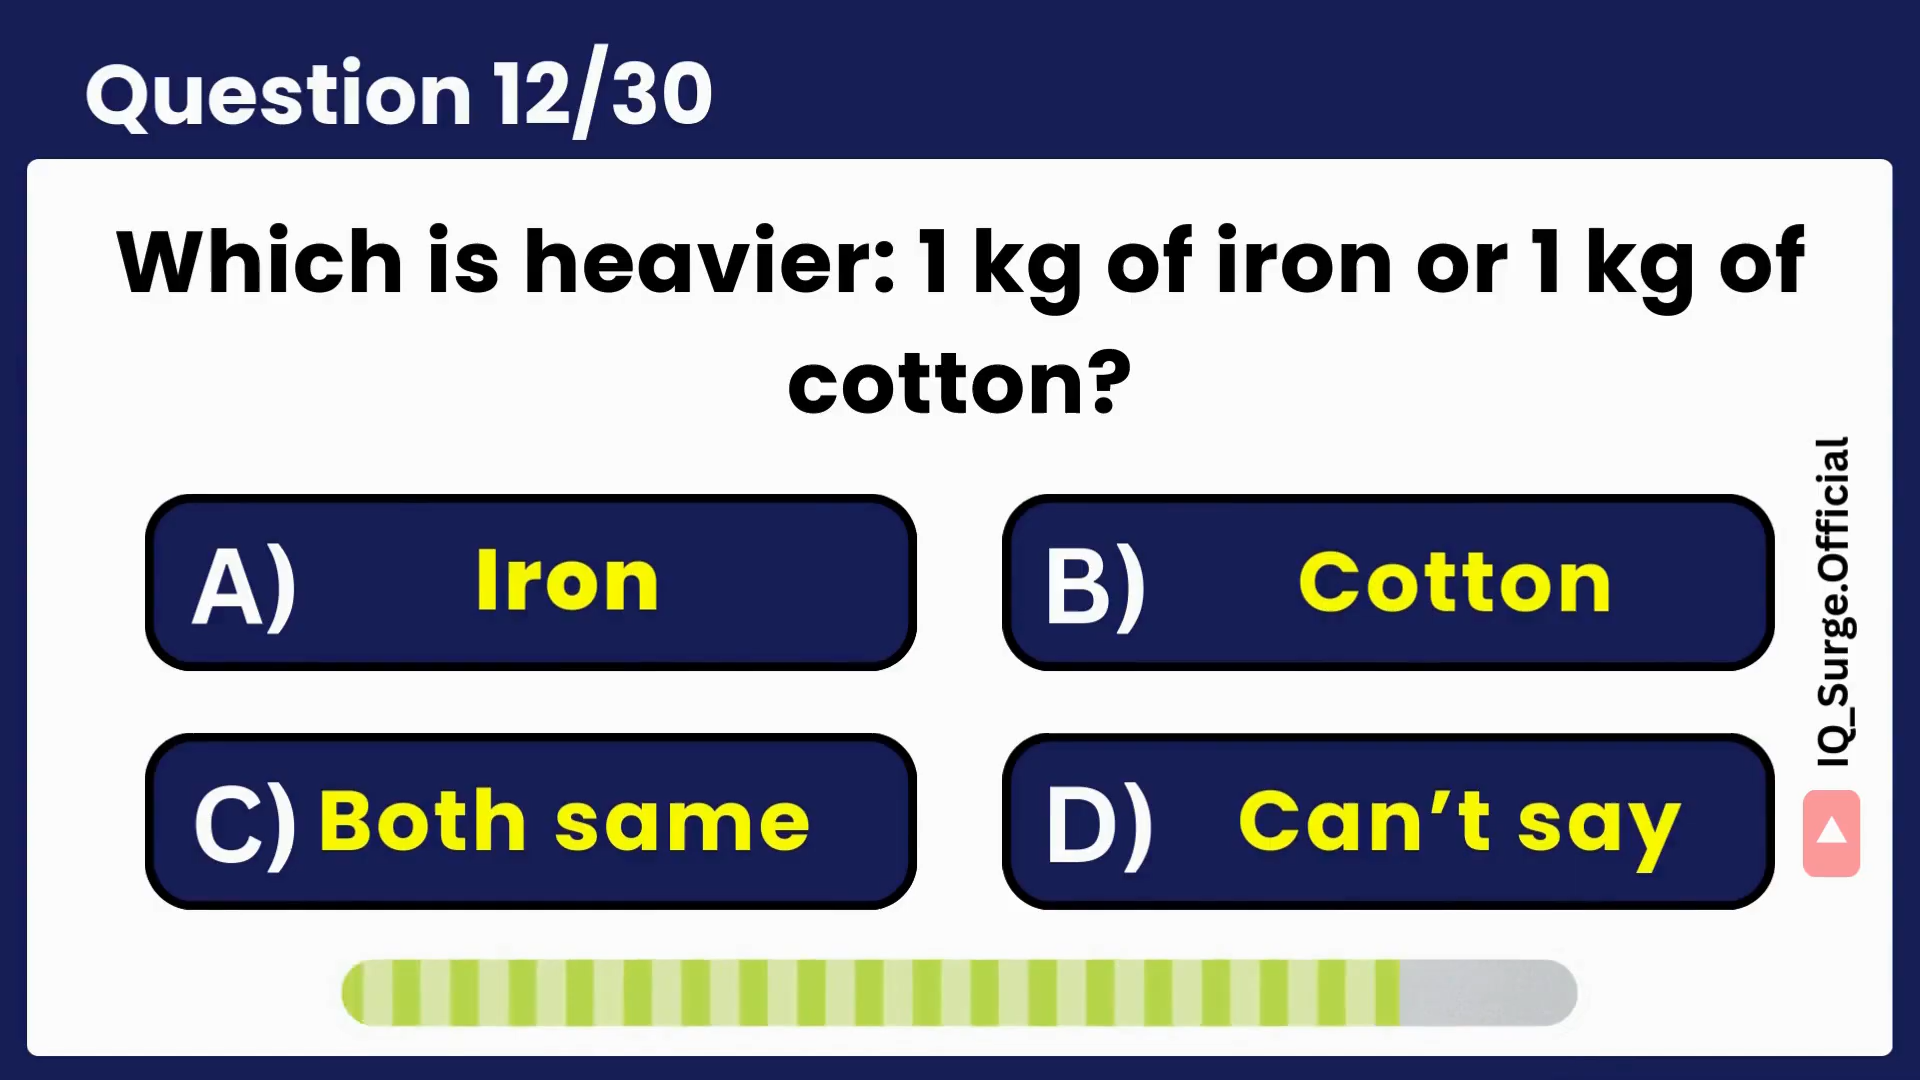 Question 12/30
Which is heavier: 1 kg of iron or 1 kg of
cotton?
A) Iron
B) Cotton
C) Both same
D) Can’t say
IQ_Surge.Official